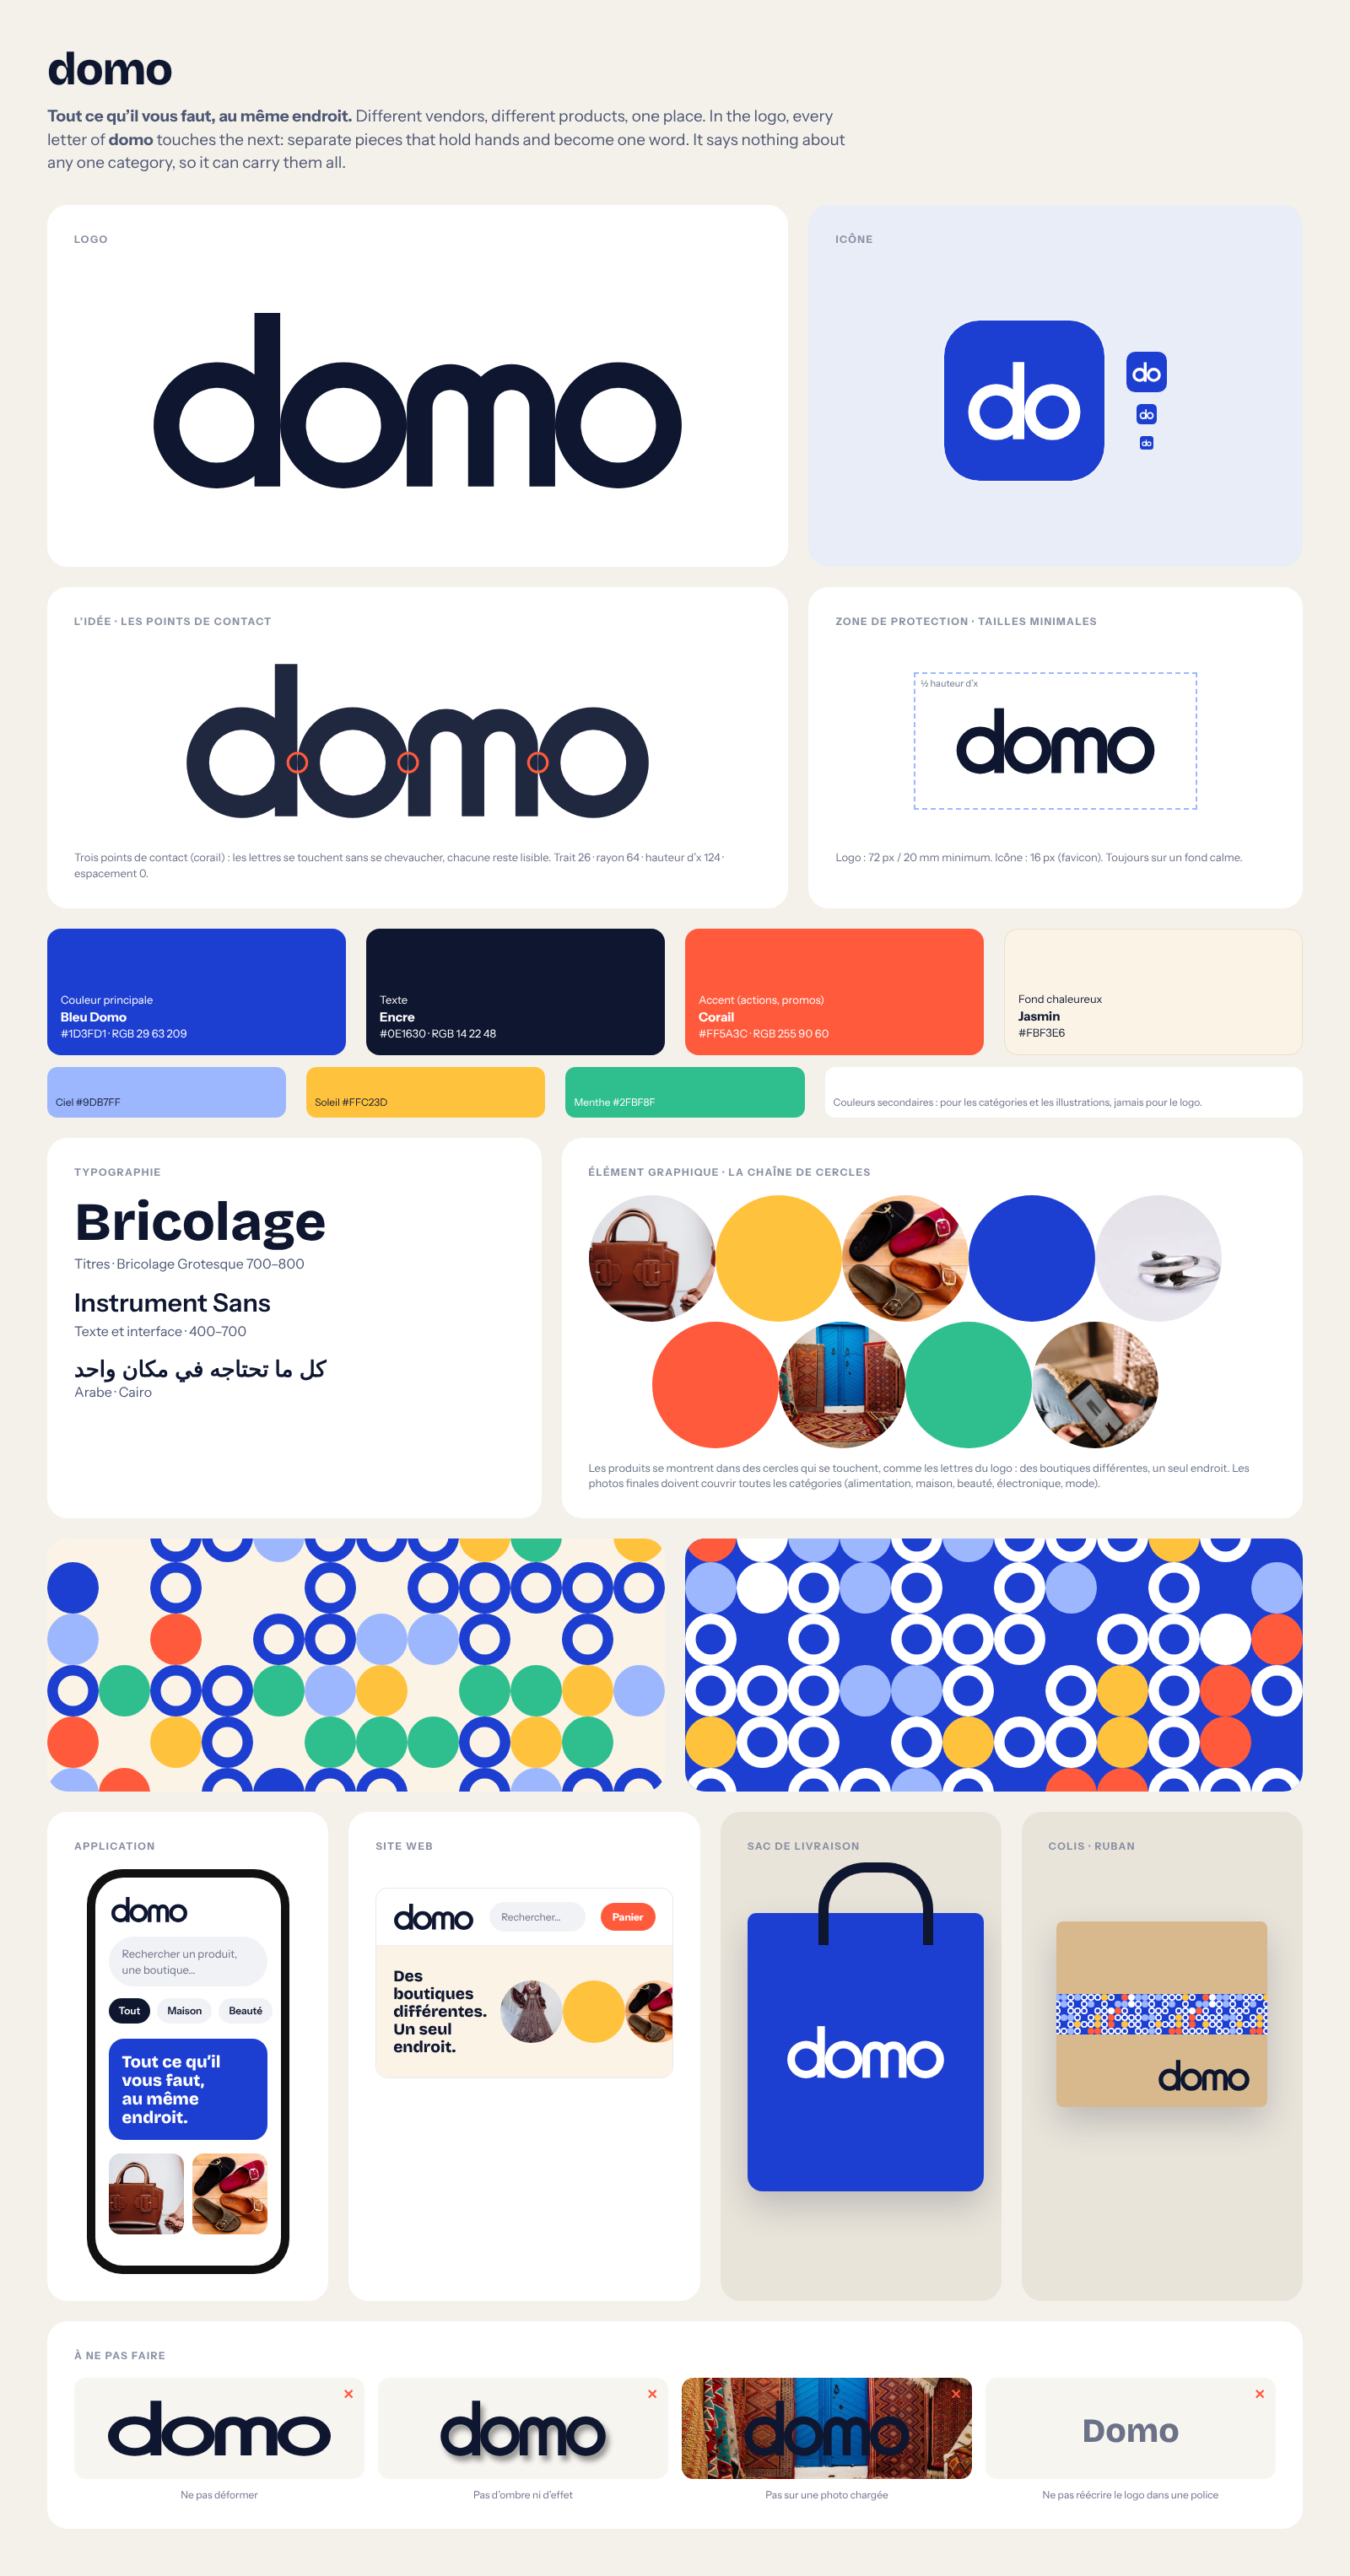 domo
Tout ce qu’il vous faut, au même endroit. Different vendors, different products, one place. In the logo, every
letter of domo touches the next: separate pieces that hold hands and become one word. It says nothing about
any one category, so it can carry them all.
LOGO
domo
ICÔNE
do
do
do
do
L’IDÉE · LES POINTS DE CONTACT
domo
Trois points de contact (corail) : les lettres se touchent sans se chevaucher, chacune reste lisible. Trait 26 · rayon 64 · hauteur d’x 124 ·
espacement 0.
ZONE DE PROTECTION · TAILLES MINIMALES
½ hauteur d’x
domo
Logo : 72 px / 20 mm minimum. Icône : 16 px (favicon). Toujours sur un fond calme.
Couleur principale
Bleu Domo
#1D3FD1 · RGB 29 63 209
Texte
Encre
#0E1630 · RGB 14 22 48
Accent (actions, promos)
Corail
#FF5A3C · RGB 255 90 60
Fond chaleureux
Jasmin
#FBF3E6
Ciel #9DB7FF
Soleil #FFC23D
Menthe #2FBF8F
Couleurs secondaires : pour les catégories et les illustrations, jamais pour le logo.
TYPOGRAPHIE
Bricolage
Titres · Bricolage Grotesque 700–800
Instrument Sans
Texte et interface · 400–700
كل ما تحتاجه في مكان واحد
Arabe · Cairo
ÉLÉMENT GRAPHIQUE · LA CHAÎNE DE CERCLES
Les produits se montrent dans des cercles qui se touchent, comme les lettres du logo : des boutiques différentes, un seul endroit. Les
photos finales doivent couvrir toutes les catégories (alimentation, maison, beauté, électronique, mode).
APPLICATION
domo
Rechercher un produit,
une boutique…
Tout
Maison
Beauté
Tout ce qu’il
vous faut,
au même
endroit.
SITE WEB
domo
Rechercher…
Panier
Des
boutiques
différentes.
Un seul
endroit.
SAC DE LIVRAISON
domo
COLIS · RUBAN
domo
À NE PAS FAIRE
domo
✕
Ne pas déformer
domo
✕
Pas d’ombre ni d’effet
domo
✕
Pas sur une photo chargée
Domo
✕
Ne pas réécrire le logo dans une police